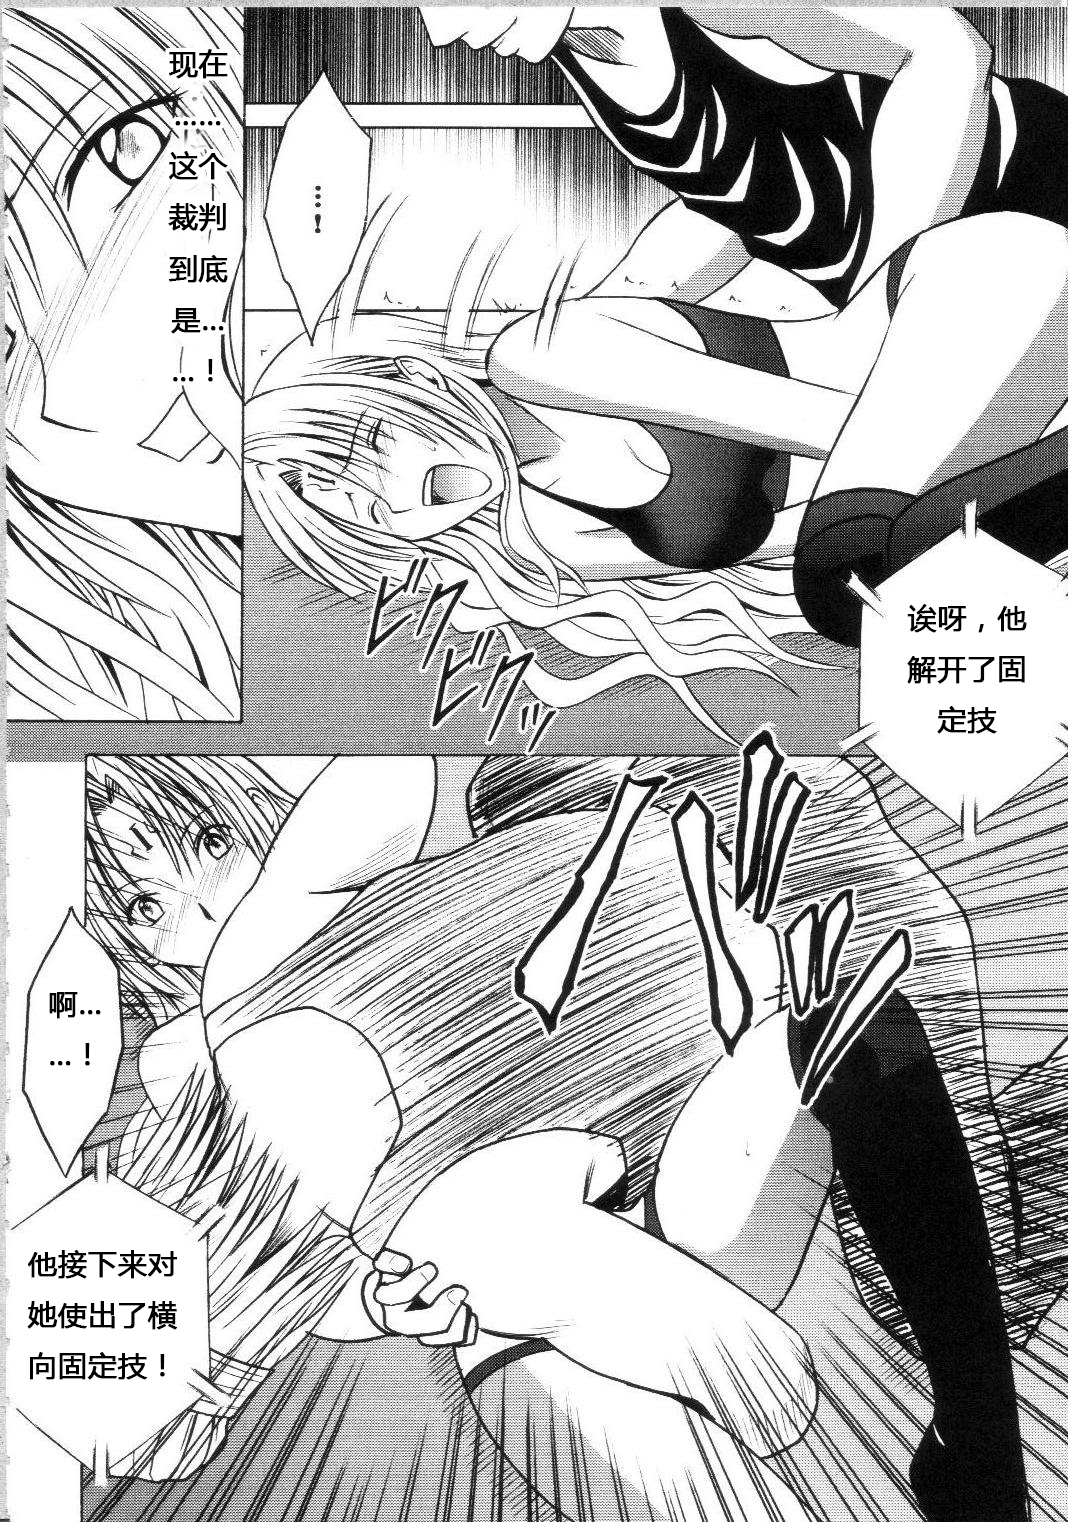 …！
诶呀，他
解开了固
定技
ビクビクッ
现在
……
这个
裁判
到底
是…
…！
啊…
…！
他接下来对
她使出了横
向固定技！